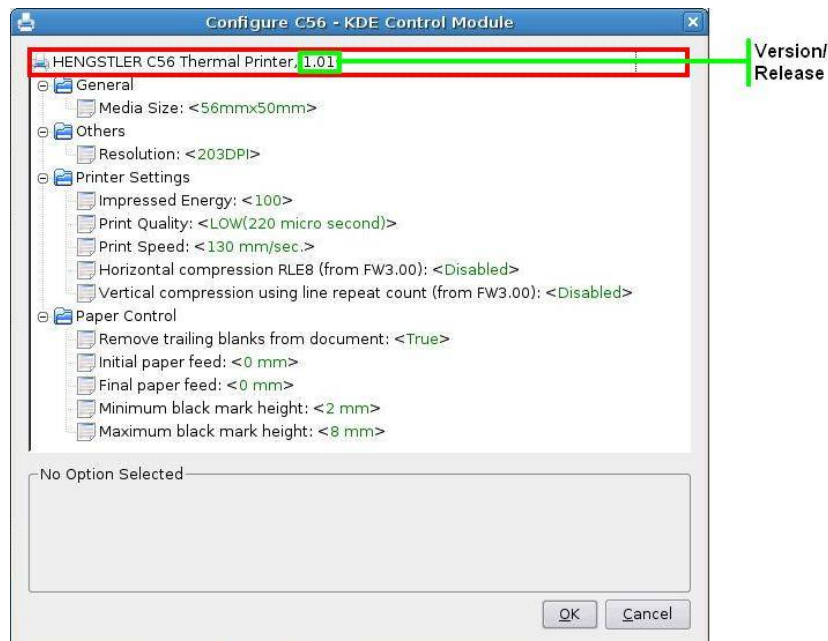 Configure C56 - KDE Control Module
HENGSTLER C56 Thermal Printer, 1.01
General
Media Size: <56mmx50mm>
Others
Resolution: <203DPI>
Printer Settings
Impressed Energy: <100>
Print Quality: <LOW(220 micro second)>
Print Speed: <130 mm/sec.>
Horizontal compression RLE8 (from FW3.00): <Disabled>
Vertical compression using line repeat count (from FW3.00): <Disabled>
Paper Control
Remove trailing blanks from document: <True>
Initial paper feed: <0 mm>
Final paper feed: <0 mm>
Minimum black mark height: <2 mm>
Maximum black mark height: <8 mm>
No Option Selected
OK Cancel
Version/
Release